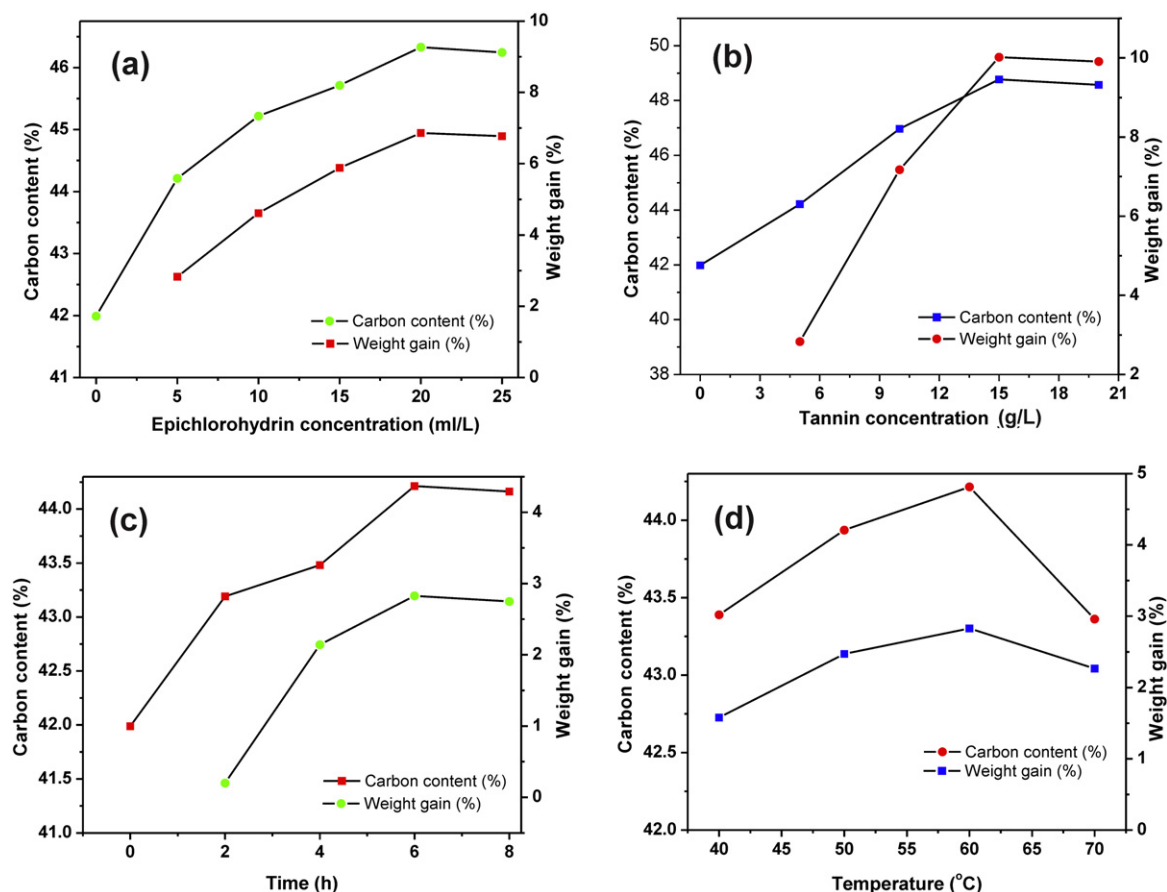 (a)
Carbon content (%)
46
45
44
43
42
41
10
8
6
4
2
0
Weight gain (%)
Carbon content (%)
Weight gain (%)
0 5 10 15 20 25
Epichlorohydrin concentration (ml/L)
(b)
Carbon content (%)
50
48
46
44
42
40
38
10
8
6
4
2
Weight gain (%)
Carbon content (%)
Weight gain (%)
0 3 6 9 12 15 18 21
Tannin concentration (g/L)
(c)
Carbon content (%)
44.0
43.5
43.0
42.5
42.0
41.5
41.0
4
3
2
1
0
Weight gain (%)
Carbon content (%)
Weight gain (%)
0 2 4 6 8
Time (h)
(d)
Carbon content (%)
44.0
43.5
43.0
42.5
42.0
5
4
3
2
1
0
Weight gain (%)
Carbon content (%)
Weight gain (%)
40 45 50 55 60 65 70
Temperature (°C)